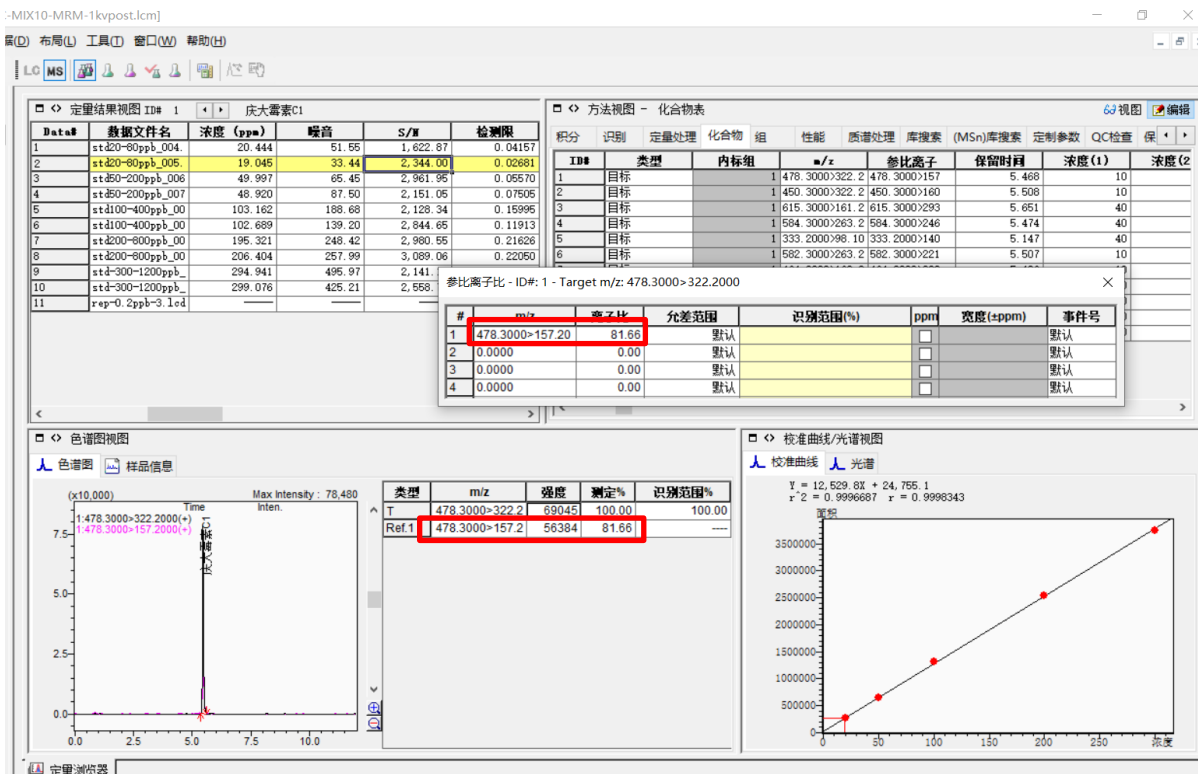 -MIX10-MRM-1kvpost.lcm]
布局(L) 工具(T) 窗口(W) 帮助(H)
LC MS
定量结果视图 ID# 1 庆大霉素C1
Data# 数据文件名 浓度 (ppm) 噪音 S/N 检测限
1 std20-80ppb_004. 20.444 51.55 1,622.87 0.04157
2 std20-80ppb_005. 19.045 33.44 2,344.00 0.02681
3 std50-200ppb_006 49.997 65.45 2,961.95 0.05570
4 std50-200ppb_007 48.920 87.50 2,151.05 0.07505
5 std100-400ppb_00 103.162 188.68 2,128.34 0.15995
6 std100-400ppb_00 102.689 139.20 2,844.65 0.11913
7 std200-800ppb_00 195.321 248.42 2,980.55 0.21626
8 std200-800ppb_00 206.404 257.99 3,089.06 0.22050
9 std-300-1200ppb_ 294.941 495.97 2,141.
10 std-300-1200ppb_ 299.076 425.21 2,558.
11 rep-0.2ppb-3.lcd
方法视图 - 化合物表 视图 编辑
积分 识别 定量处理 化合物 组 性能 质谱处理 库搜索 (MSn)库搜索 定制参数 QC检查 保
ID# 类型 内标组 m/z 参比离子 保留时间 浓度(1) 浓度(2
1 目标 1 478.3000>322.2 478.3000>157 5.468 10
2 目标 1 450.3000>322.2 450.3000>160 5.508 10
3 目标 1 615.3000>161.2 615.3000>293 5.651 40
4 目标 1 584.3000>263.2 584.3000>246 5.474 40
5 目标 1 333.2000>98.10 333.2000>140 5.147 40
6 目标 1 582.3000>263.2 582.3000>221 5.507 10
参比离子比 - ID#: 1 - Target m/z: 478.3000>322.2000
# m/z 离子比 允差范围 识别范围(%) ppm 宽度(±ppm) 事件号
1 478.3000>157.20 81.66 默认 默认
2 0.0000 0.00 默认 默认
3 0.0000 0.00 默认 默认
4 0.0000 0.00 默认 默认
色谱图视图
色谱图 样品信息
(x10,000) Max Intensity : 78,480
Time Inten.
1:478.3000>322.2000(+)
1:478.3000>157.2000(+)
庆大霉素C1
7.5
5.0
2.5
0.0
0.0 2.5 5.0 7.5 10.0
类型 m/z 强度 测定% 识别范围%
T 478.3000>322.2 69045 100.00 100.00
Ref.1 478.3000>157.2 56384 81.66 ----
校准曲线/光谱视图
校准曲线 光谱
Y = 12,529.8X + 24,755.1
r^2 = 0.9996687 r = 0.9998343
面积
3500000
3000000
2500000
2000000
1500000
1000000
500000
0
0 50 100 150 200 250 浓度
定量浏览器